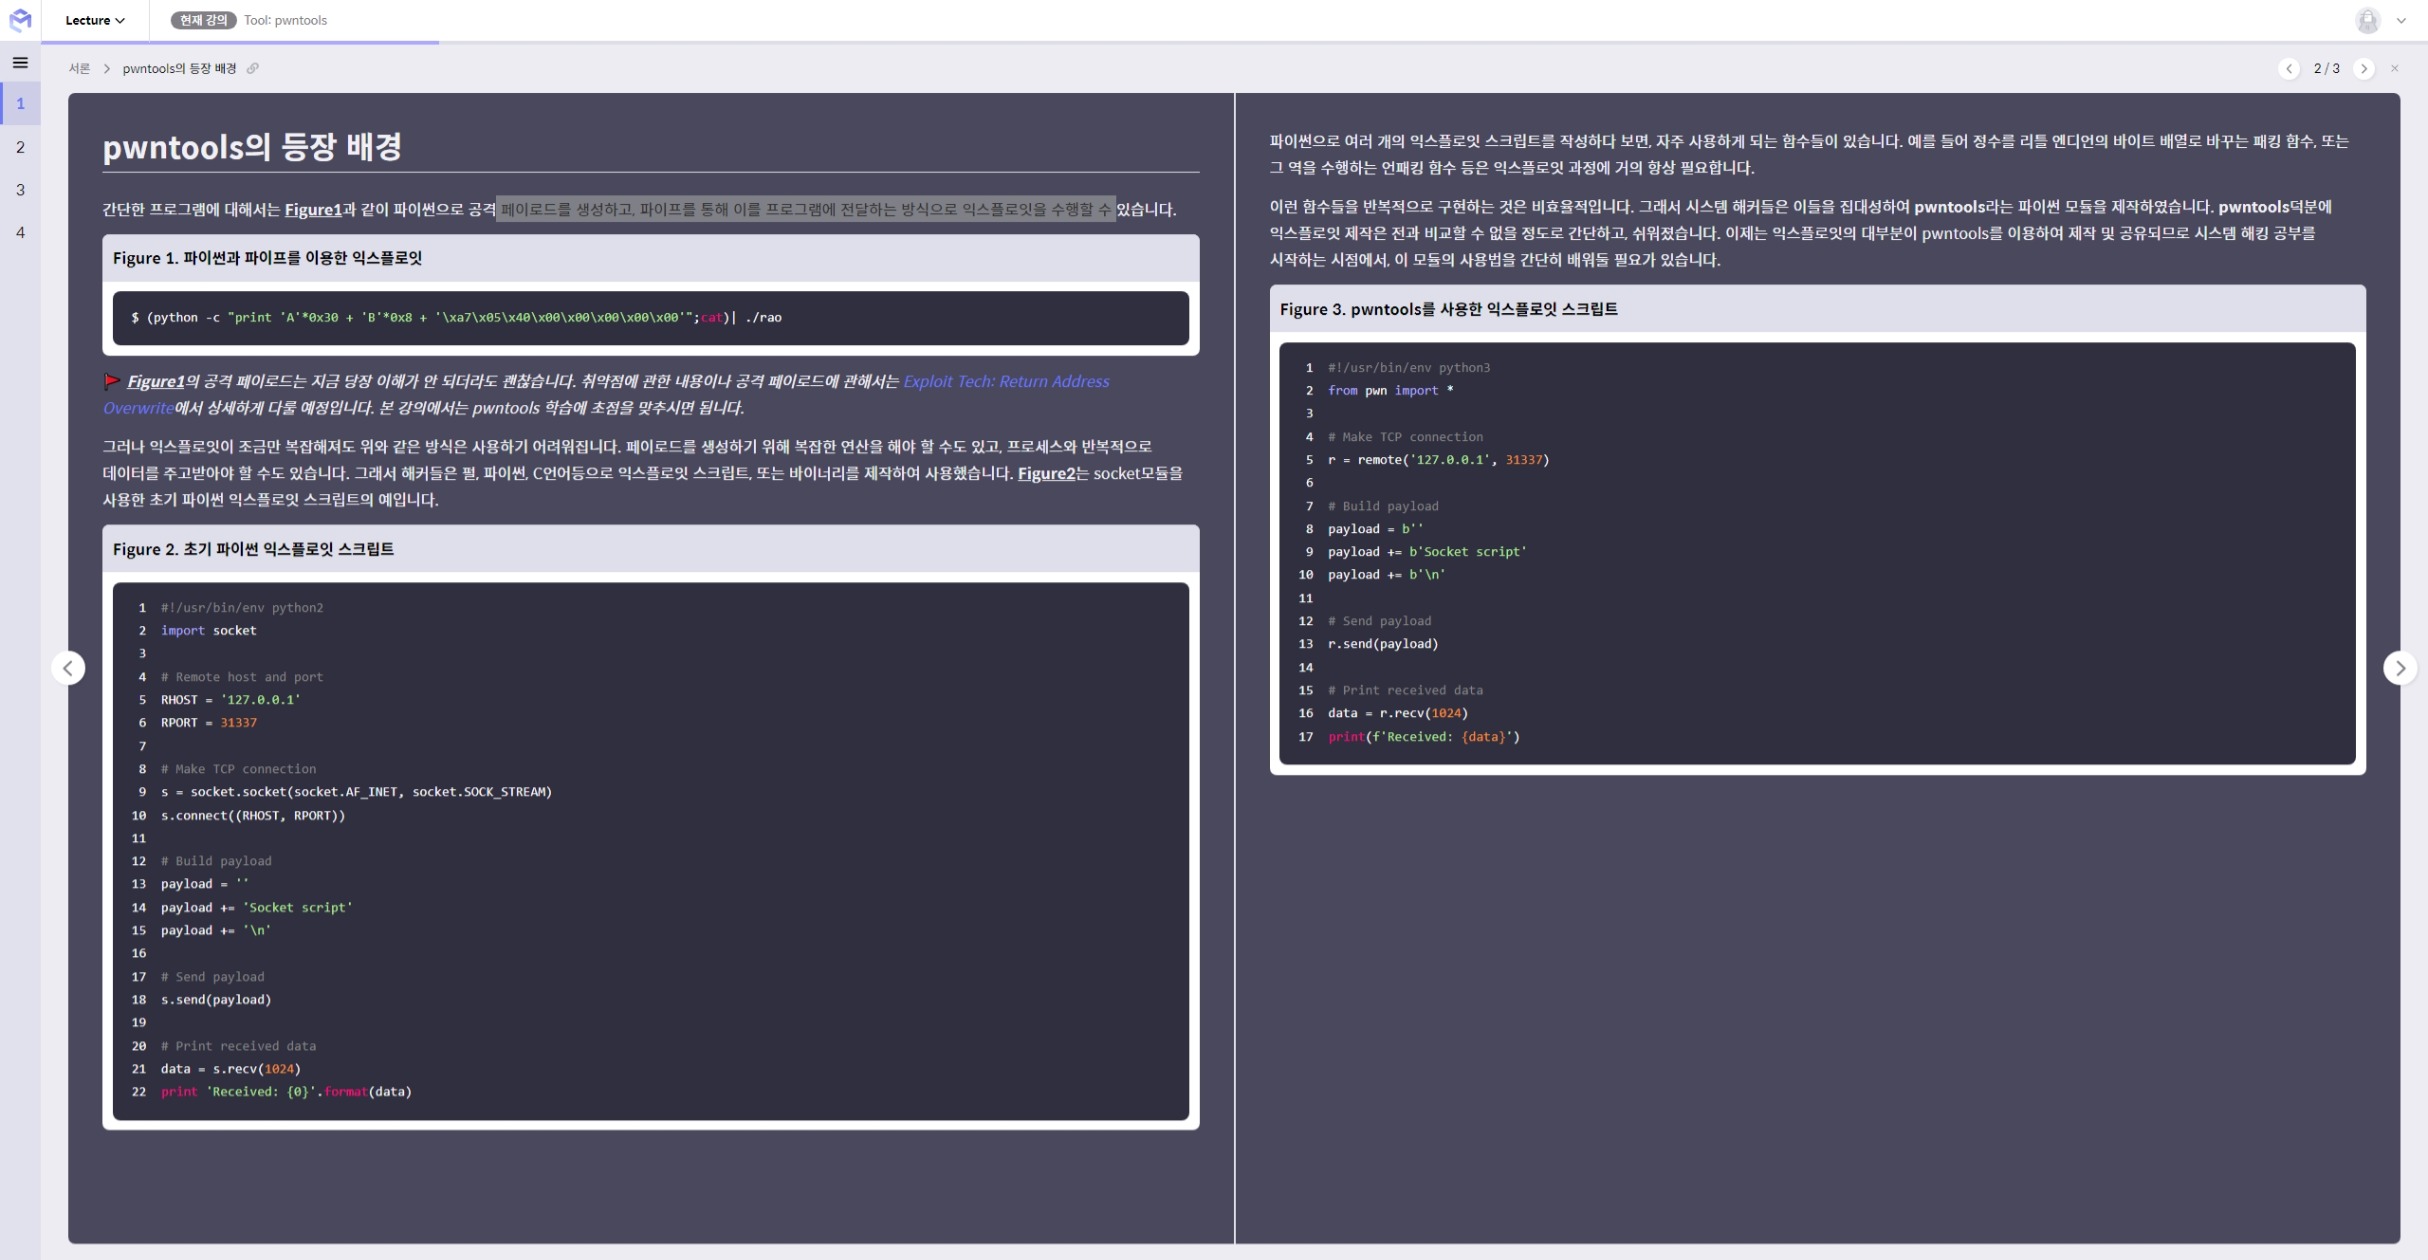 Lecture
현재 강의 Tool: pwntools
서론 > pwntools의 등장 배경
2 / 3
1
2
3
4
pwntools의 등장 배경
간단한 프로그램에 대해서는 Figure1과 같이 파이썬으로 공격 페이로드를 생성하고, 파이프를 통해 이를 프로그램에 전달하는 방식으로 익스플로잇을 수행할 수 있습니다.
Figure 1. 파이썬과 파이프를 이용한 익스플로잇
$ (python -c "print 'A'*0x30 + 'B'*0x8 + '\xa7\x05\x40\x00\x00\x00\x00\x00'";cat)| ./rao
Figure1의 공격 페이로드는 지금 당장 이해가 안 되더라도 괜찮습니다. 취약점에 관한 내용이나 공격 페이로드에 관해서는 Exploit Tech: Return Address
Overwrite에서 상세하게 다룰 예정입니다. 본 강의에서는 pwntools 학습에 초점을 맞추시면 됩니다.
그러나 익스플로잇이 조금만 복잡해져도 위와 같은 방식은 사용하기 어려워집니다. 페이로드를 생성하기 위해 복잡한 연산을 해야 할 수도 있고, 프로세스와 반복적으로
데이터를 주고받아야 할 수도 있습니다. 그래서 해커들은 펄, 파이썬, C언어등으로 익스플로잇 스크립트, 또는 바이너리를 제작하여 사용했습니다. Figure2는 socket모듈을
사용한 초기 파이썬 익스플로잇 스크립트의 예입니다.
Figure 2. 초기 파이썬 익스플로잇 스크립트
1 #!/usr/bin/env python2
2 import socket
3
4 # Remote host and port
5 RHOST = '127.0.0.1'
6 RPORT = 31337
7
8 # Make TCP connection
9 s = socket.socket(socket.AF_INET, socket.SOCK_STREAM)
10 s.connect((RHOST, RPORT))
11
12 # Build payload
13 payload = ''
14 payload += 'Socket script'
15 payload += '\n'
16
17 # Send payload
18 s.send(payload)
19
20 # Print received data
21 data = s.recv(1024)
22 print 'Received: {0}'.format(data)
파이썬으로 여러 개의 익스플로잇 스크립트를 작성하다 보면, 자주 사용하게 되는 함수들이 있습니다. 예를 들어 정수를 리틀 엔디언의 바이트 배열로 바꾸는 패킹 함수, 또는
그 역을 수행하는 언패킹 함수 등은 익스플로잇 과정에 거의 항상 필요합니다.
이런 함수들을 반복적으로 구현하는 것은 비효율적입니다. 그래서 시스템 해커들은 이들을 집대성하여 pwntools라는 파이썬 모듈을 제작하였습니다. pwntools덕분에
익스플로잇 제작은 전과 비교할 수 없을 정도로 간단하고, 쉬워졌습니다. 이제는 익스플로잇의 대부분이 pwntools를 이용하여 제작 및 공유되므로 시스템 해킹 공부를
시작하는 시점에서, 이 모듈의 사용법을 간단히 배워둘 필요가 있습니다.
Figure 3. pwntools를 사용한 익스플로잇 스크립트
1 #!/usr/bin/env python3
2 from pwn import *
3
4 # Make TCP connection
5 r = remote('127.0.0.1', 31337)
6
7 # Build payload
8 payload = b''
9 payload += b'Socket script'
10 payload += b'\n'
11
12 # Send payload
13 r.send(payload)
14
15 # Print received data
16 data = r.recv(1024)
17 print(f'Received: {data}')